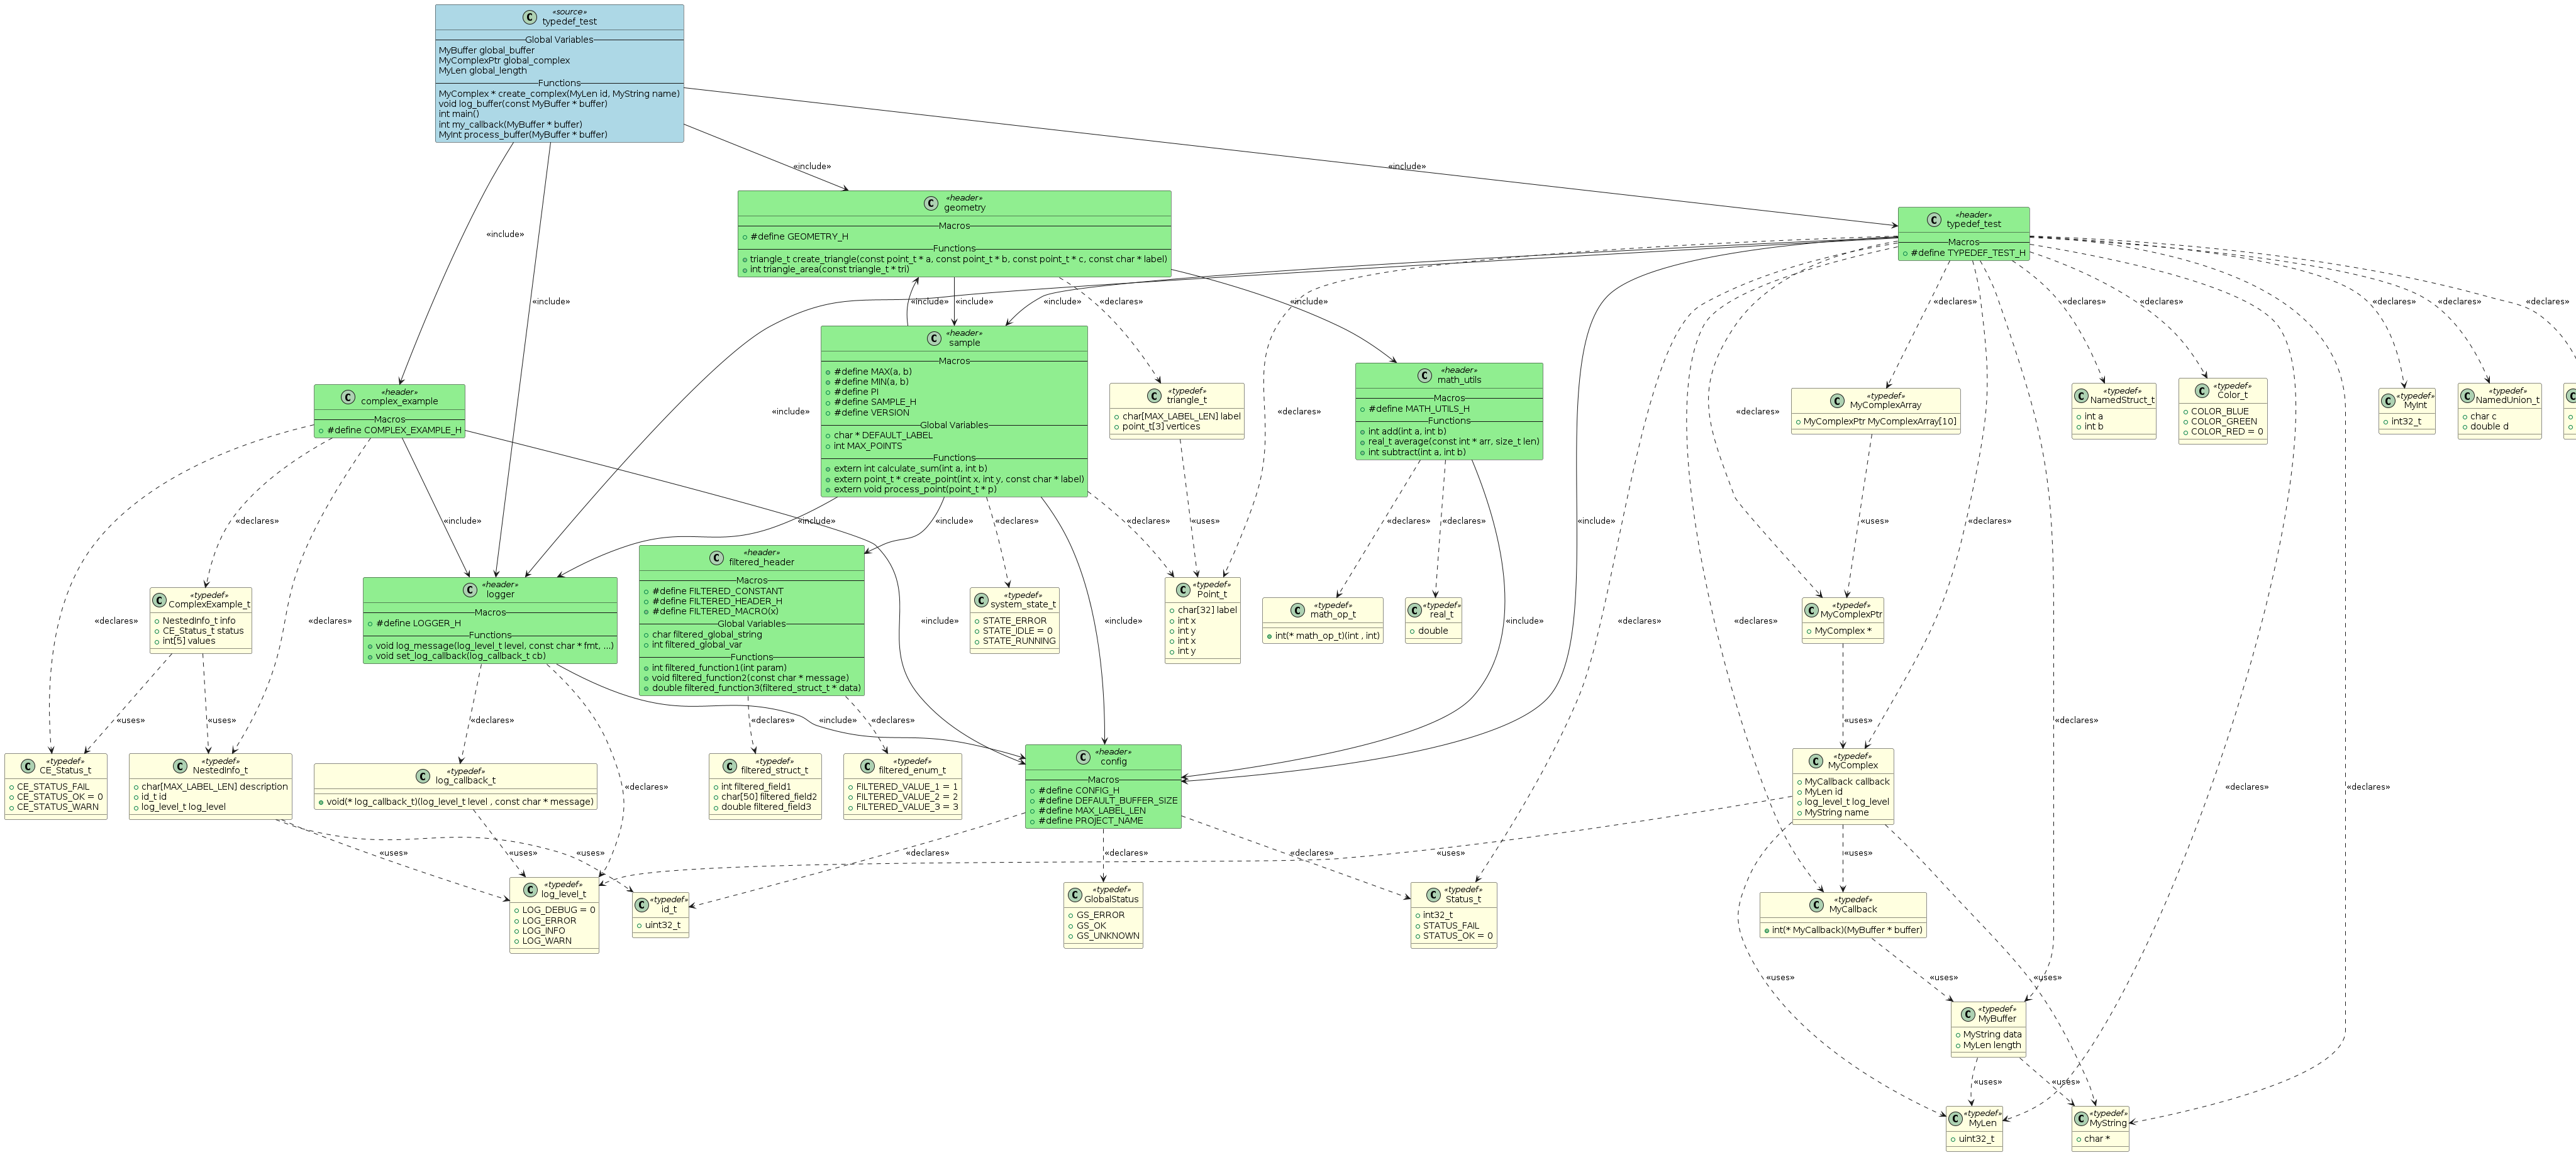 «source»
typedef_test
Global Variables
MyBuffer global_buffer
MyComplexPtr global_complex
MyLen global_length
Functions
MyComplex * create_complex(MyLen id, MyString name)
void log_buffer(const MyBuffer * buffer)
int main()
int my_callback(MyBuffer * buffer)
MyInt process_buffer(MyBuffer * buffer)
«include»
«include»
«include»
«include»
«header»
geometry
Macros
#define GEOMETRY_H
Functions
triangle_t create_triangle(const point_t * a, const point_t * b, const point_t * c, const char * label)
int triangle_area(const triangle_t * tri)
«header»
typedef_test
Macros
#define TYPEDEF_TEST_H
«include»
«include»
«include»
«include»
«declares»
«include»
«declares»
«declares»
«declares»
«declares»
«declares»
«declares»
«header»
sample
Macros
#define MAX(a, b)
#define MIN(a, b)
#define PI
#define SAMPLE_H
#define VERSION
Global Variables
char * DEFAULT_LABEL
int MAX_POINTS
Functions
extern int calculate_sum(int a, int b)
extern point_t * create_point(int x, int y, const char * label)
extern void process_point(point_t * p)
«header»
complex_example
Macros
#define COMPLEX_EXAMPLE_H
«include»
«typedef»
triangle_t
char[MAX_LABEL_LEN] label
point_t[3] vertices
«declares»
«header»
math_utils
Macros
#define MATH_UTILS_H
Functions
int add(int a, int b)
real_t average(const int * arr, size_t len)
int subtract(int a, int b)
«declares»
«typedef»
MyComplexArray
MyComplexPtr MyComplexArray[10]
«typedef»
NamedStruct_t
int a
int b
«typedef»
Color_t
COLOR_BLUE
COLOR_GREEN
COLOR_RED = 0
«typedef»
MyInt
int32_t
«typedef»
NamedUnion_t
char c
double d
«declares»
«include»
«include»
«include»
«declares»
«declares»
«uses»
«declares»
«declares»
«include»
«uses»
«declares»
«typedef»
ComplexExample_t
NestedInfo_t info
CE_Status_t status
int[5] values
«header»
logger
Macros
#define LOGGER_H
Functions
void log_message(log_level_t level, const char * fmt, ...)
void set_log_callback(log_callback_t cb)
«header»
filtered_header
Macros
#define FILTERED_CONSTANT
#define FILTERED_HEADER_H
#define FILTERED_MACRO(x)
Global Variables
char filtered_global_string
int filtered_global_var
Functions
int filtered_function1(int param)
void filtered_function2(const char * message)
double filtered_function3(filtered_struct_t * data)
«typedef»
system_state_t
STATE_ERROR
STATE_IDLE = 0
STATE_RUNNING
«typedef»
Point_t
char[32] label
int x
int y
int x
int y
«typedef»
math_op_t
int(* math_op_t)(int , int)
«typedef»
real_t
double
«typedef»
MyComplexPtr
MyComplex *
«declares»
«declares»
«include»
«include»
«include»
«declares»
«declares»
«uses»
«uses»
«declares»
«include»
«declares»
«declares»
«uses»
«declares»
«typedef»
CE_Status_t
CE_STATUS_FAIL
CE_STATUS_OK = 0
CE_STATUS_WARN
«typedef»
NestedInfo_t
char[MAX_LABEL_LEN] description
id_t id
log_level_t log_level
«typedef»
log_callback_t
void(* log_callback_t)(log_level_t level , const char * message)
«declares»
«typedef»
filtered_struct_t
int filtered_field1
char[50] filtered_field2
double filtered_field3
«typedef»
filtered_enum_t
FILTERED_VALUE_1 = 1
FILTERED_VALUE_2 = 2
FILTERED_VALUE_3 = 3
«header»
config
Macros
#define CONFIG_H
#define DEFAULT_BUFFER_SIZE
#define MAX_LABEL_LEN
#define PROJECT_NAME
«typedef»
MyComplex
MyCallback callback
MyLen id
log_level_t log_level
MyString name
«declares»
«declares»
«uses»
«uses»
«uses»
«declares»
«declares»
«declares»
«uses»
«uses»
«typedef»
log_level_t
LOG_DEBUG = 0
LOG_ERROR
LOG_INFO
LOG_WARN
«typedef»
id_t
uint32_t
«typedef»
GlobalStatus
GS_ERROR
GS_OK
GS_UNKNOWN
«typedef»
Status_t
int32_t
STATUS_FAIL
STATUS_OK = 0
«typedef»
MyCallback
int(* MyCallback)(MyBuffer * buffer)
«uses»
«uses»
«uses»
«typedef»
MyBuffer
MyString data
MyLen length
«uses»
«uses»
«typedef»
MyLen
uint32_t
«typedef»
MyString
char *